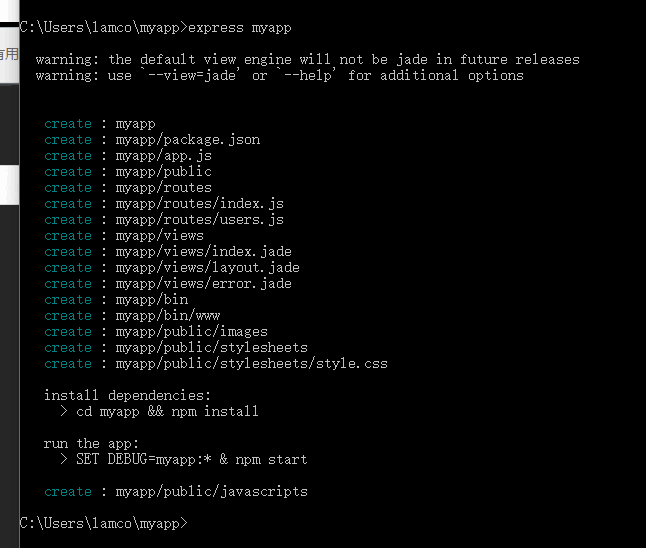 C:\Users\lamco\myapp>express myapp
有用
warning: the default view engine will not be jade in future releases
warning: use `--view=jade' or `--help' for additional options
create : myapp
create : myapp/package.json
create : myapp/app.js
create : myapp/public
create : myapp/routes
create : myapp/routes/index.js
create : myapp/routes/users.js
create : myapp/views
create : myapp/views/index.jade
create : myapp/views/layout.jade
create : myapp/views/error.jade
create : myapp/bin
create : myapp/bin/www
create : myapp/public/images
create : myapp/public/stylesheets
create : myapp/public/stylesheets/style.css
install dependencies:
> cd myapp && npm install
run the app:
> SET DEBUG=myapp:* & npm start
create : myapp/public/javascripts
C:\Users\lamco\myapp>